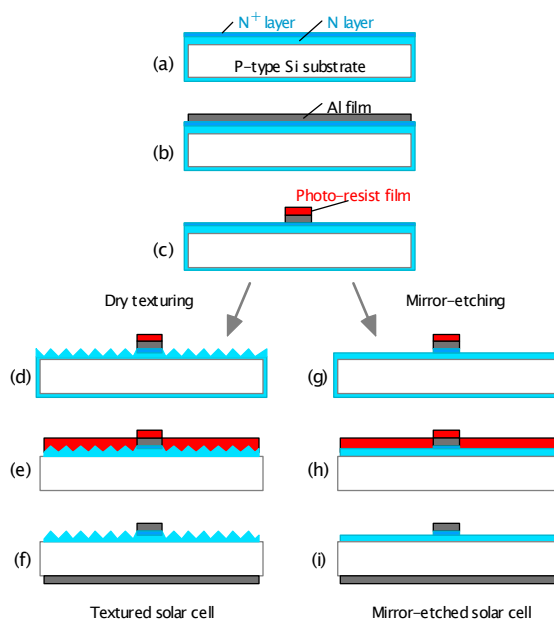 N+ layer N layer
(a) P-type Si substrate
Al film
(b)
Photo-resist film
(c)
Dry texturing Mirror-etching
(d) (g)
(e) (h)
(f) (i)
Textured solar cell Mirror-etched solar cell